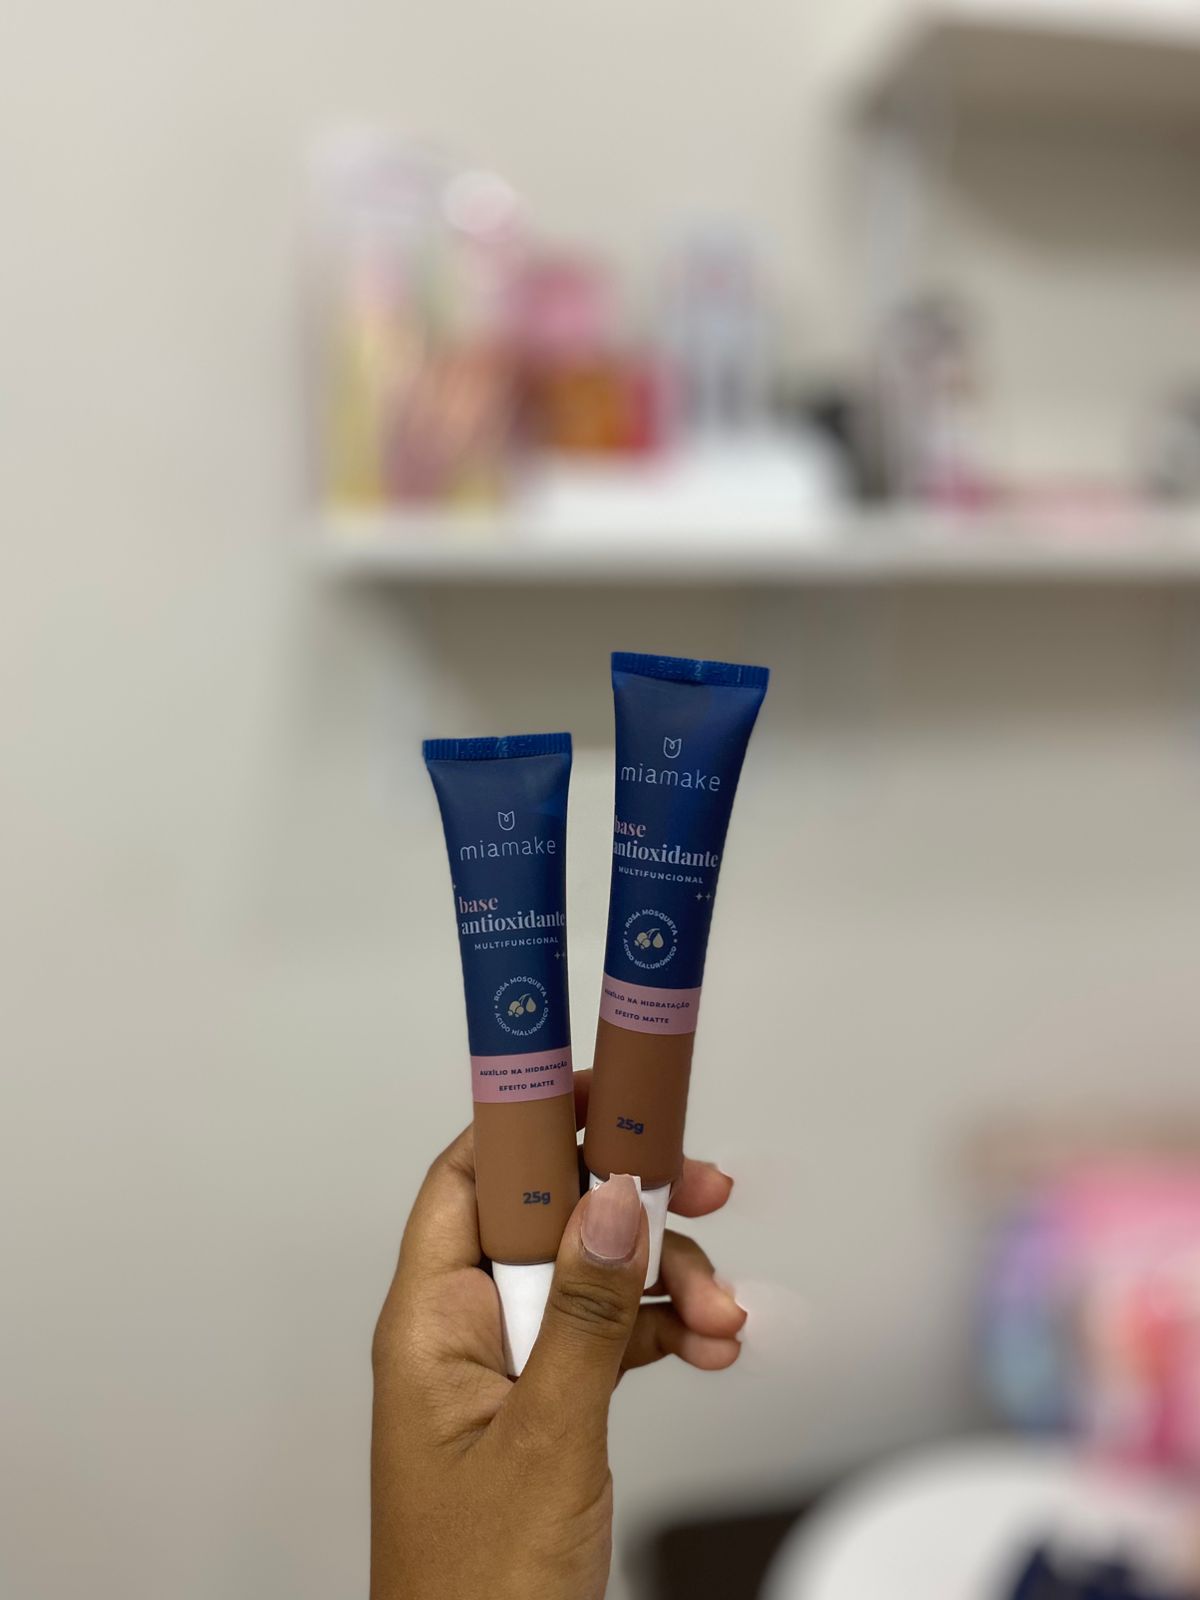 miamake
base
antioxidante
MULTIFUNCIONAL
ROSA MOSQUETA
ÁCIDO HIALURÔNICO
AUXÍLIO NA HIDRATAÇÃO
EFEITO MATTE
25g
miamake
base
antioxidante
MULTIFUNCIONAL
ROSA MOSQUETA
ÁCIDO HIALURÔNICO
AUXÍLIO NA HIDRATAÇÃO
EFEITO MATTE
25g